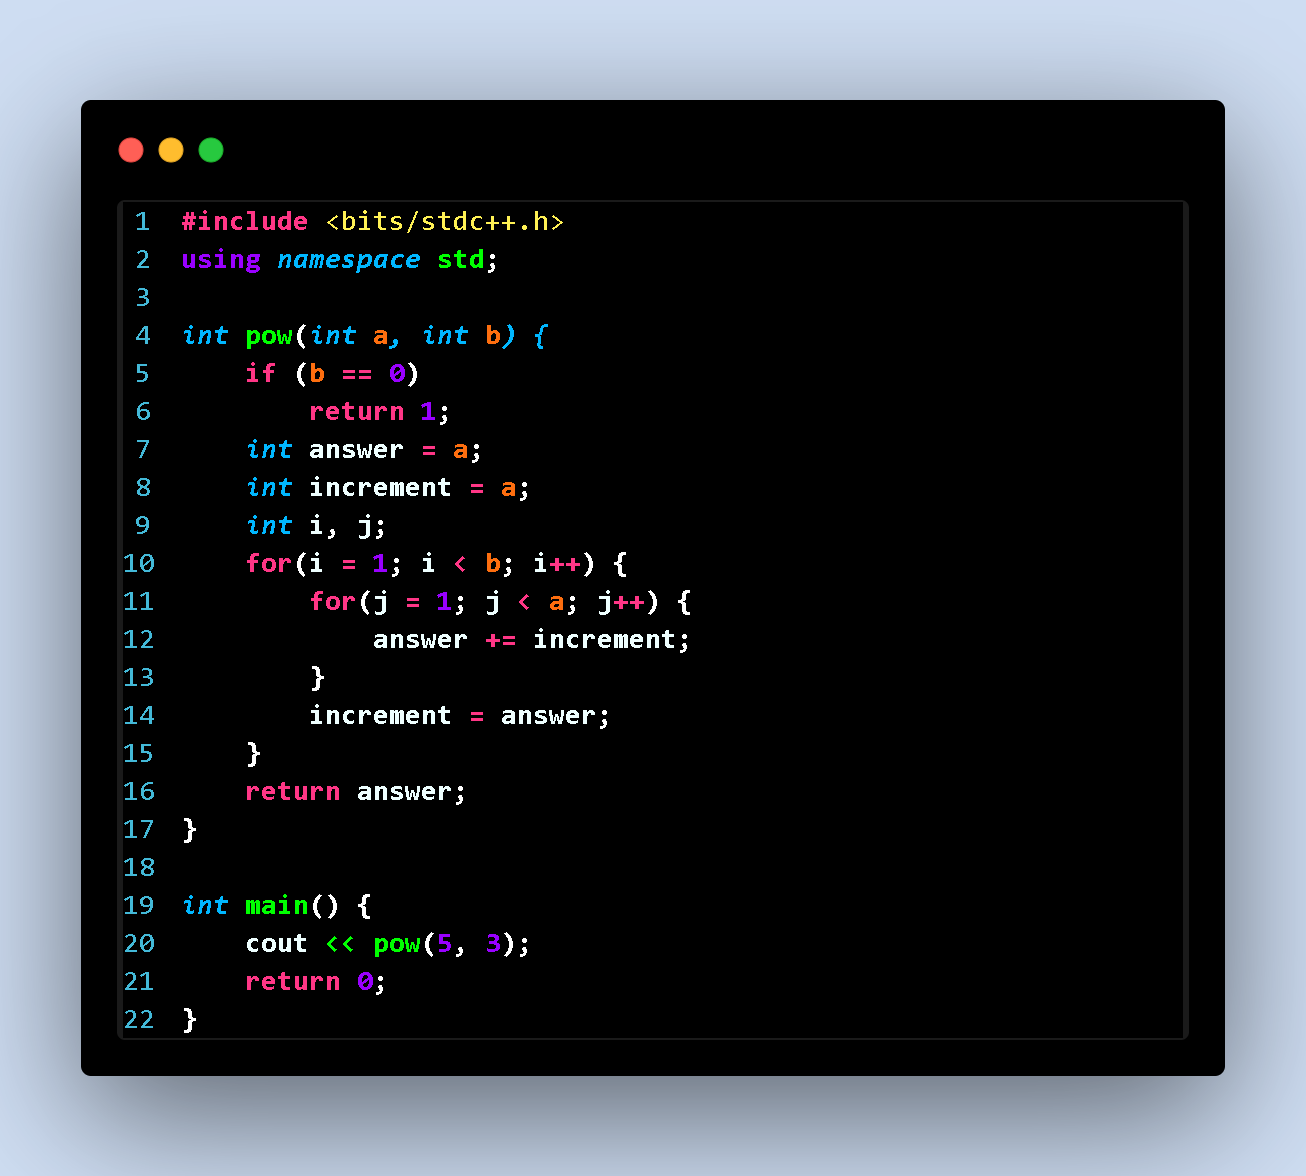 1 #include <bits/stdc++.h>
2 using namespace std;
3
4 int pow(int a, int b) {
5     if (b == 0)
6         return 1;
7     int answer = a;
8     int increment = a;
9     int i, j;
10     for(i = 1; i < b; i++) {
11         for(j = 1; j < a; j++) {
12             answer += increment;
13         }
14         increment = answer;
15     }
16     return answer;
17 }
18
19 int main() {
20     cout << pow(5, 3);
21     return 0;
22 }